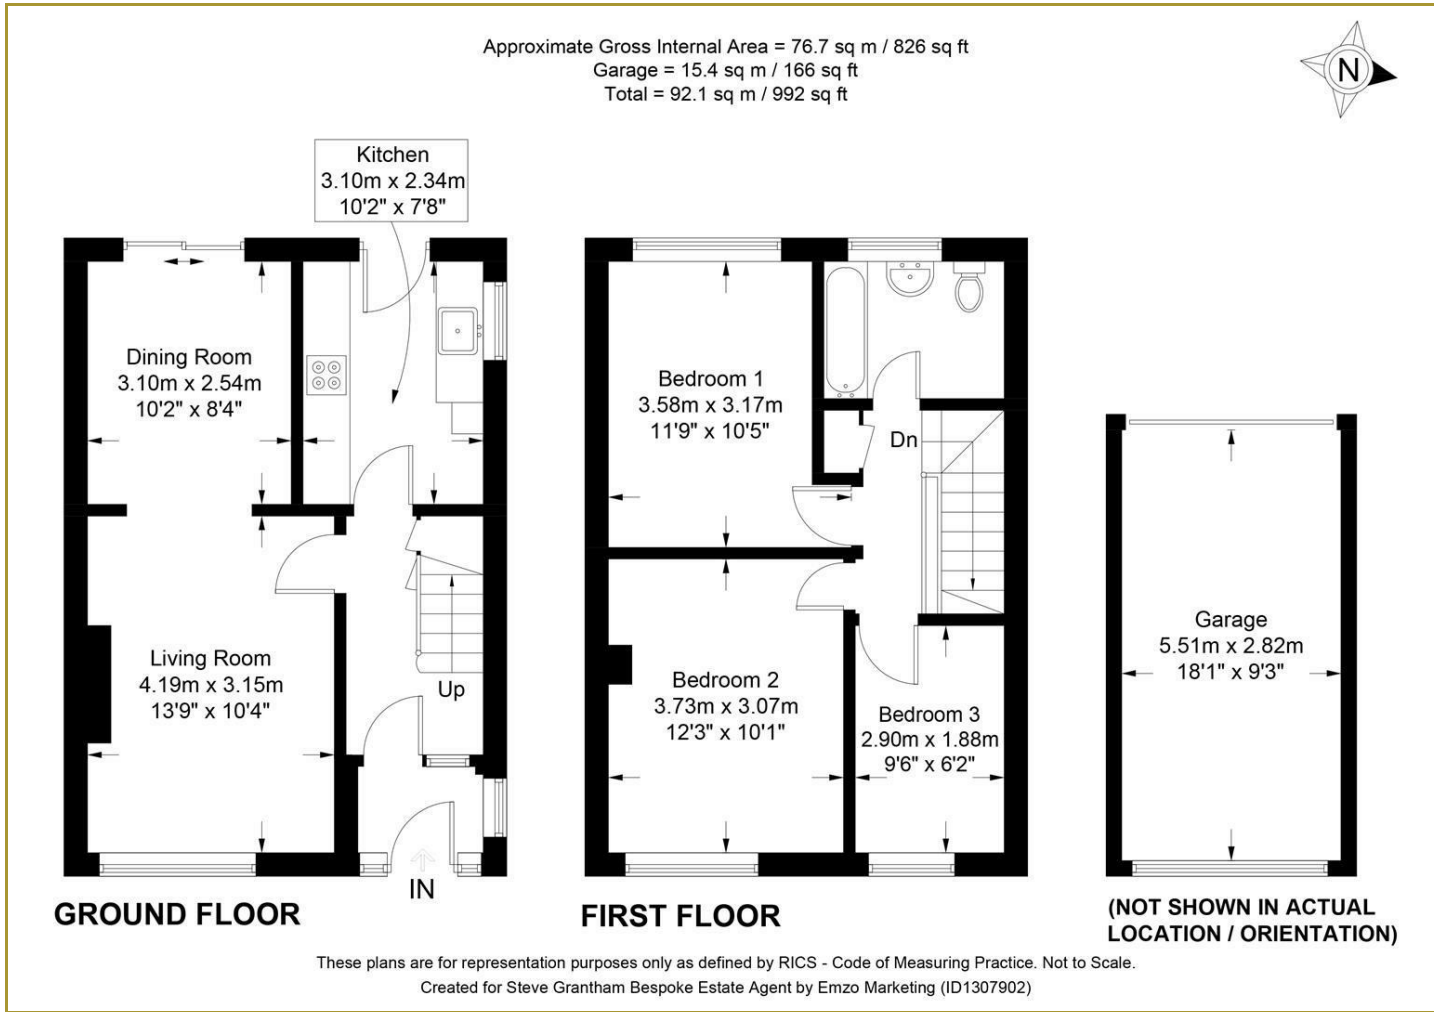 Approximate Gross Internal Area = 76.7 sq m / 826 sq ft
Garage = 15.4 sq m / 166 sq ft
Total = 92.1 sq m / 992 sq ft
N
Kitchen
3.10m x 2.34m
10'2" x 7'8"
Dining Room
3.10m x 2.54m
10'2" x 8'4"
Living Room
4.19m x 3.15m
13'9" x 10'4"
Up
IN
GROUND FLOOR
Bedroom 1
3.58m x 3.17m
11'9" x 10'5"
Dn
Bedroom 2
3.73m x 3.07m
12'3" x 10'1"
Bedroom 3
2.90m x 1.88m
9'6" x 6'2"
FIRST FLOOR
Garage
5.51m x 2.82m
18'1" x 9'3"
(NOT SHOWN IN ACTUAL
LOCATION / ORIENTATION)
These plans are for representation purposes only as defined by RICS - Code of Measuring Practice. Not to Scale.
Created for Steve Grantham Bespoke Estate Agent by Emzo Marketing (ID1307902)